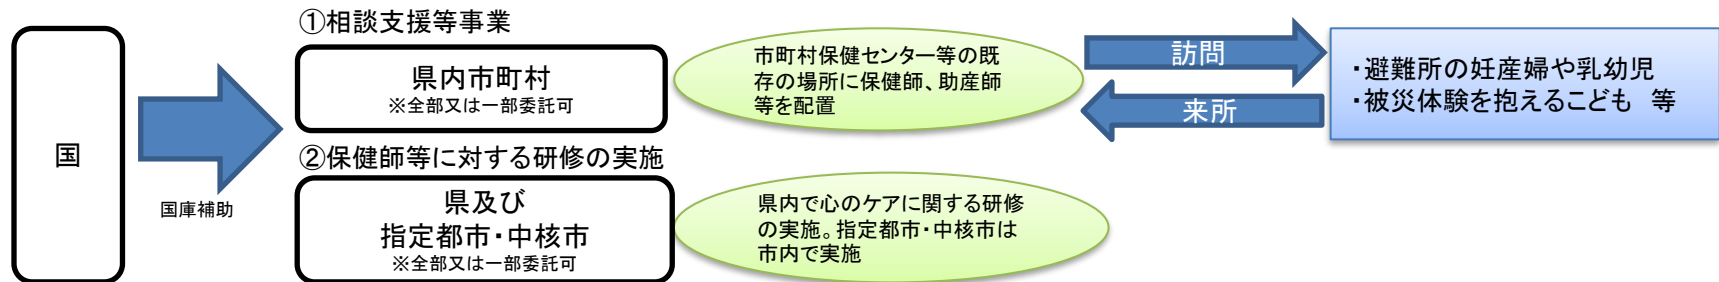 国
国庫補助
①相談支援等事業
県内市町村
※全部又は一部委託可
市町村保健センター等の既
存の場所に保健師、助産師
等を配置
訪問
来所
・避難所の妊産婦や乳幼児
・被災体験を抱えるこども　等
②保健師等に対する研修の実施
県及び
指定都市・中核市
※全部又は一部委託可
県内で心のケアに関する研修
の実施。指定都市・中核市は
市内で実施